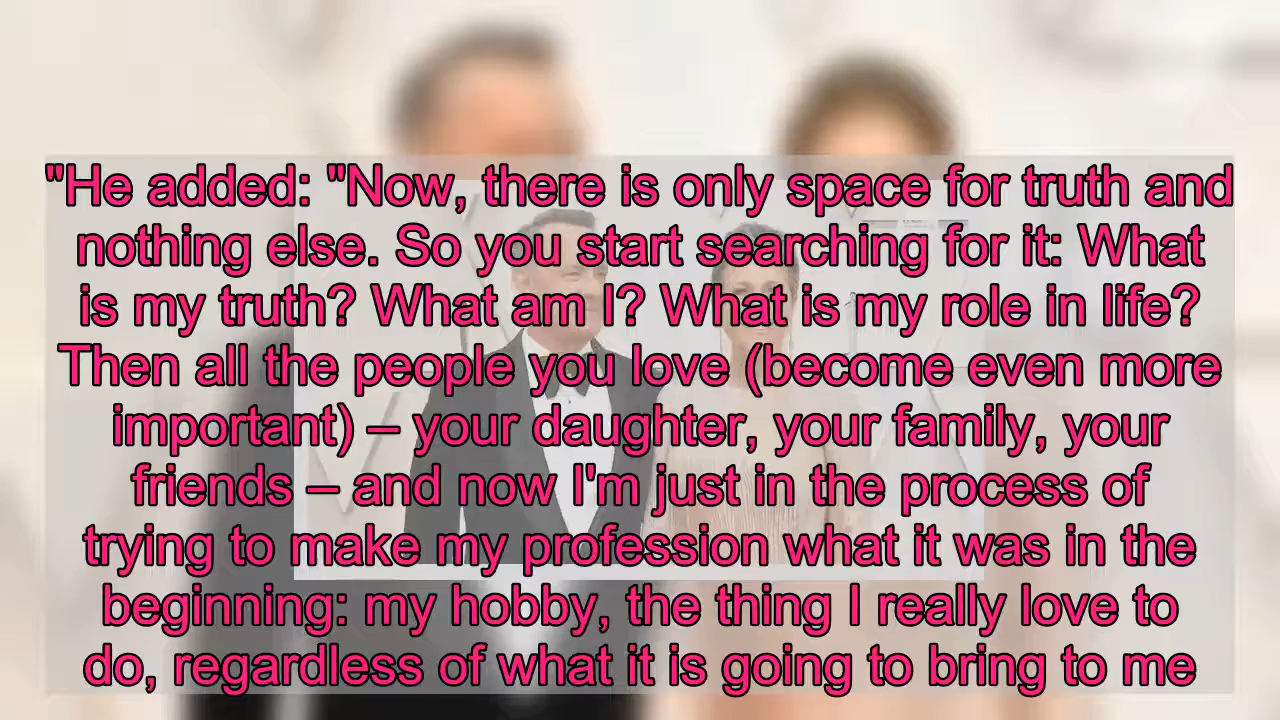 "He added: "Now, there is only space for truth and
nothing else. So you start searching for it: What
is my truth? What am I? What is my role in life?
Then all the people you love (become even more
important) – your daughter, your family, your
friends – and now I'm just in the process of
trying to make my profession what it was in the
beginning: my hobby, the thing I really love to
do, regardless of what it is going to bring to me